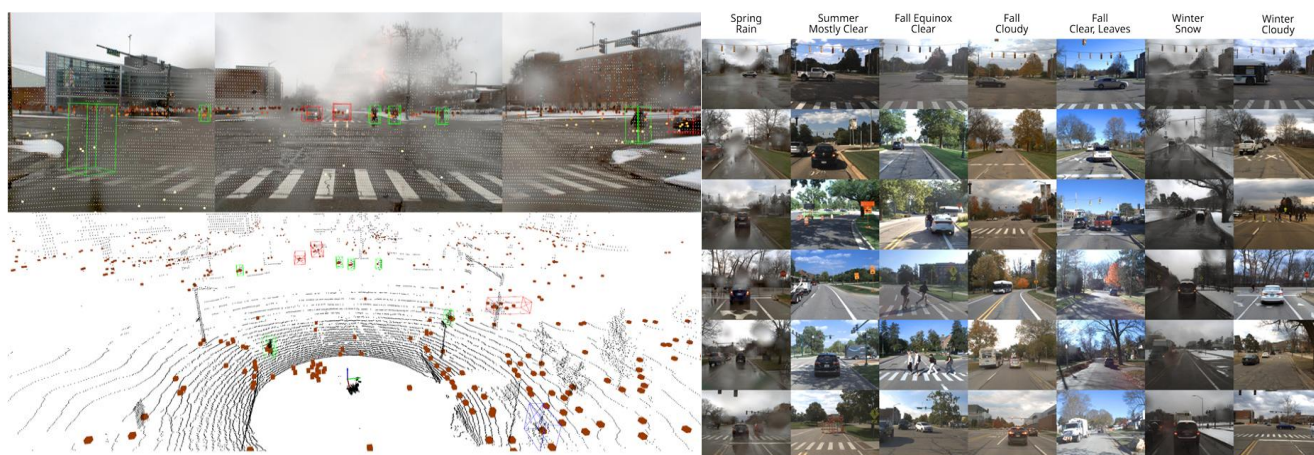 Spring
Rain
Summer
Mostly Clear
Fall Equinox
Clear
Fall
Cloudy
Fall
Clear, Leaves
Winter
Snow
Winter
Cloudy